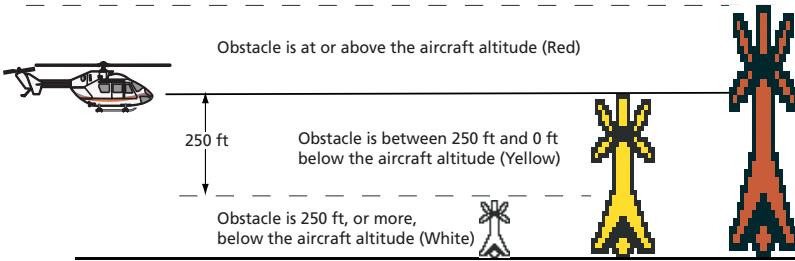 Obstacle is at or above the aircraft altitude (Red)
250 ft
Obstacle is between 250 ft and 0 ft
below the aircraft altitude (Yellow)
Obstacle is 250 ft, or more,
below the aircraft altitude (White)